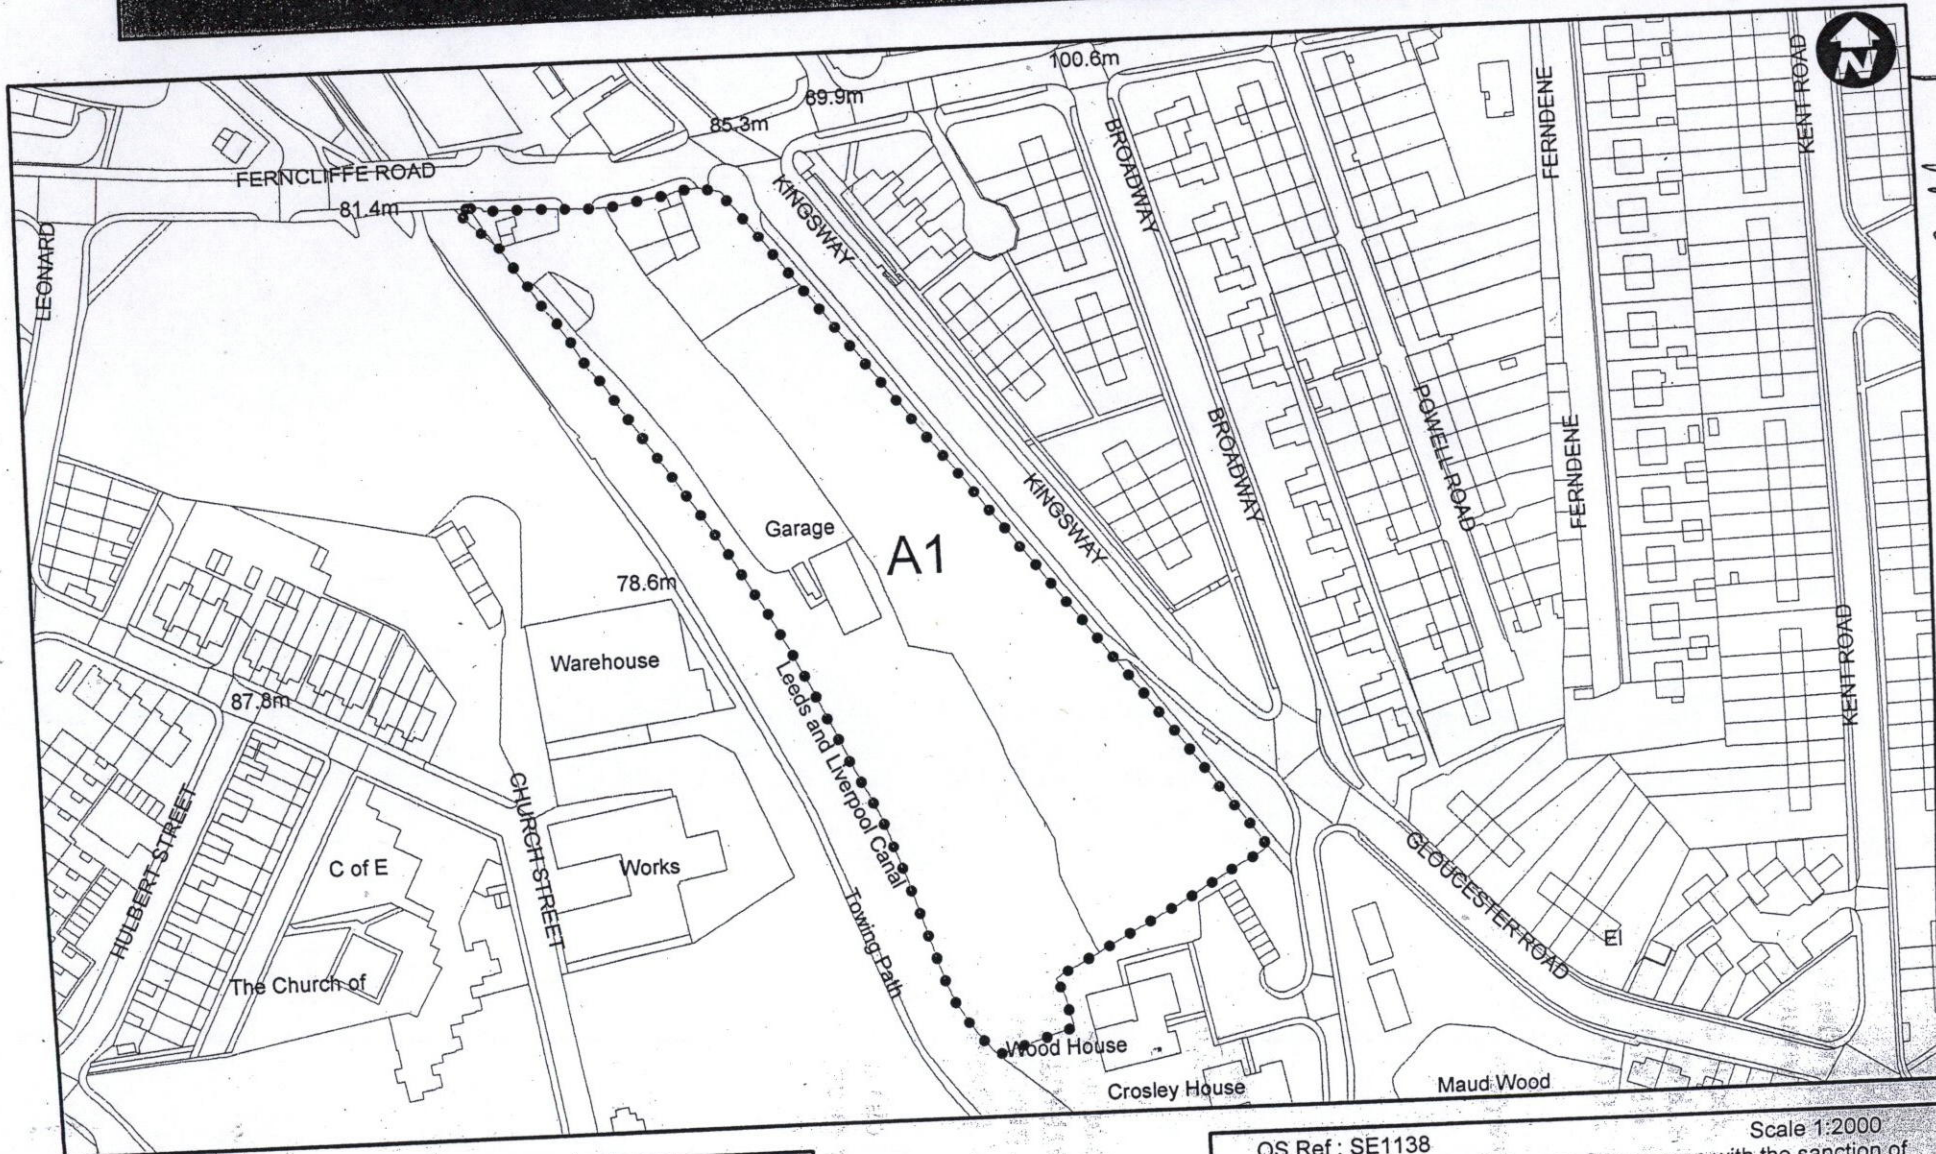 100.6m
89.9m
85.3m
N
FERNCLIFFE ROAD
81.4m
LEONARD
KINGSWAY
BROADWAY
FERNDENE
KENT ROAD
BROADWAY
POWELL ROAD
FERNDENE
KINGSWAY
Garage
A1
78.6m
Warehouse
87.8m
Leeds and Liverpool Canal
KENT ROAD
HULBERT STREET
CHURCH STREET
C of E
Works
The Church of
Towing Path
GLOUCESTER ROAD
El
Wood House
Crosley House
Maud Wood
OS Ref : SE1138
Scale 1:2000
with the sanction of